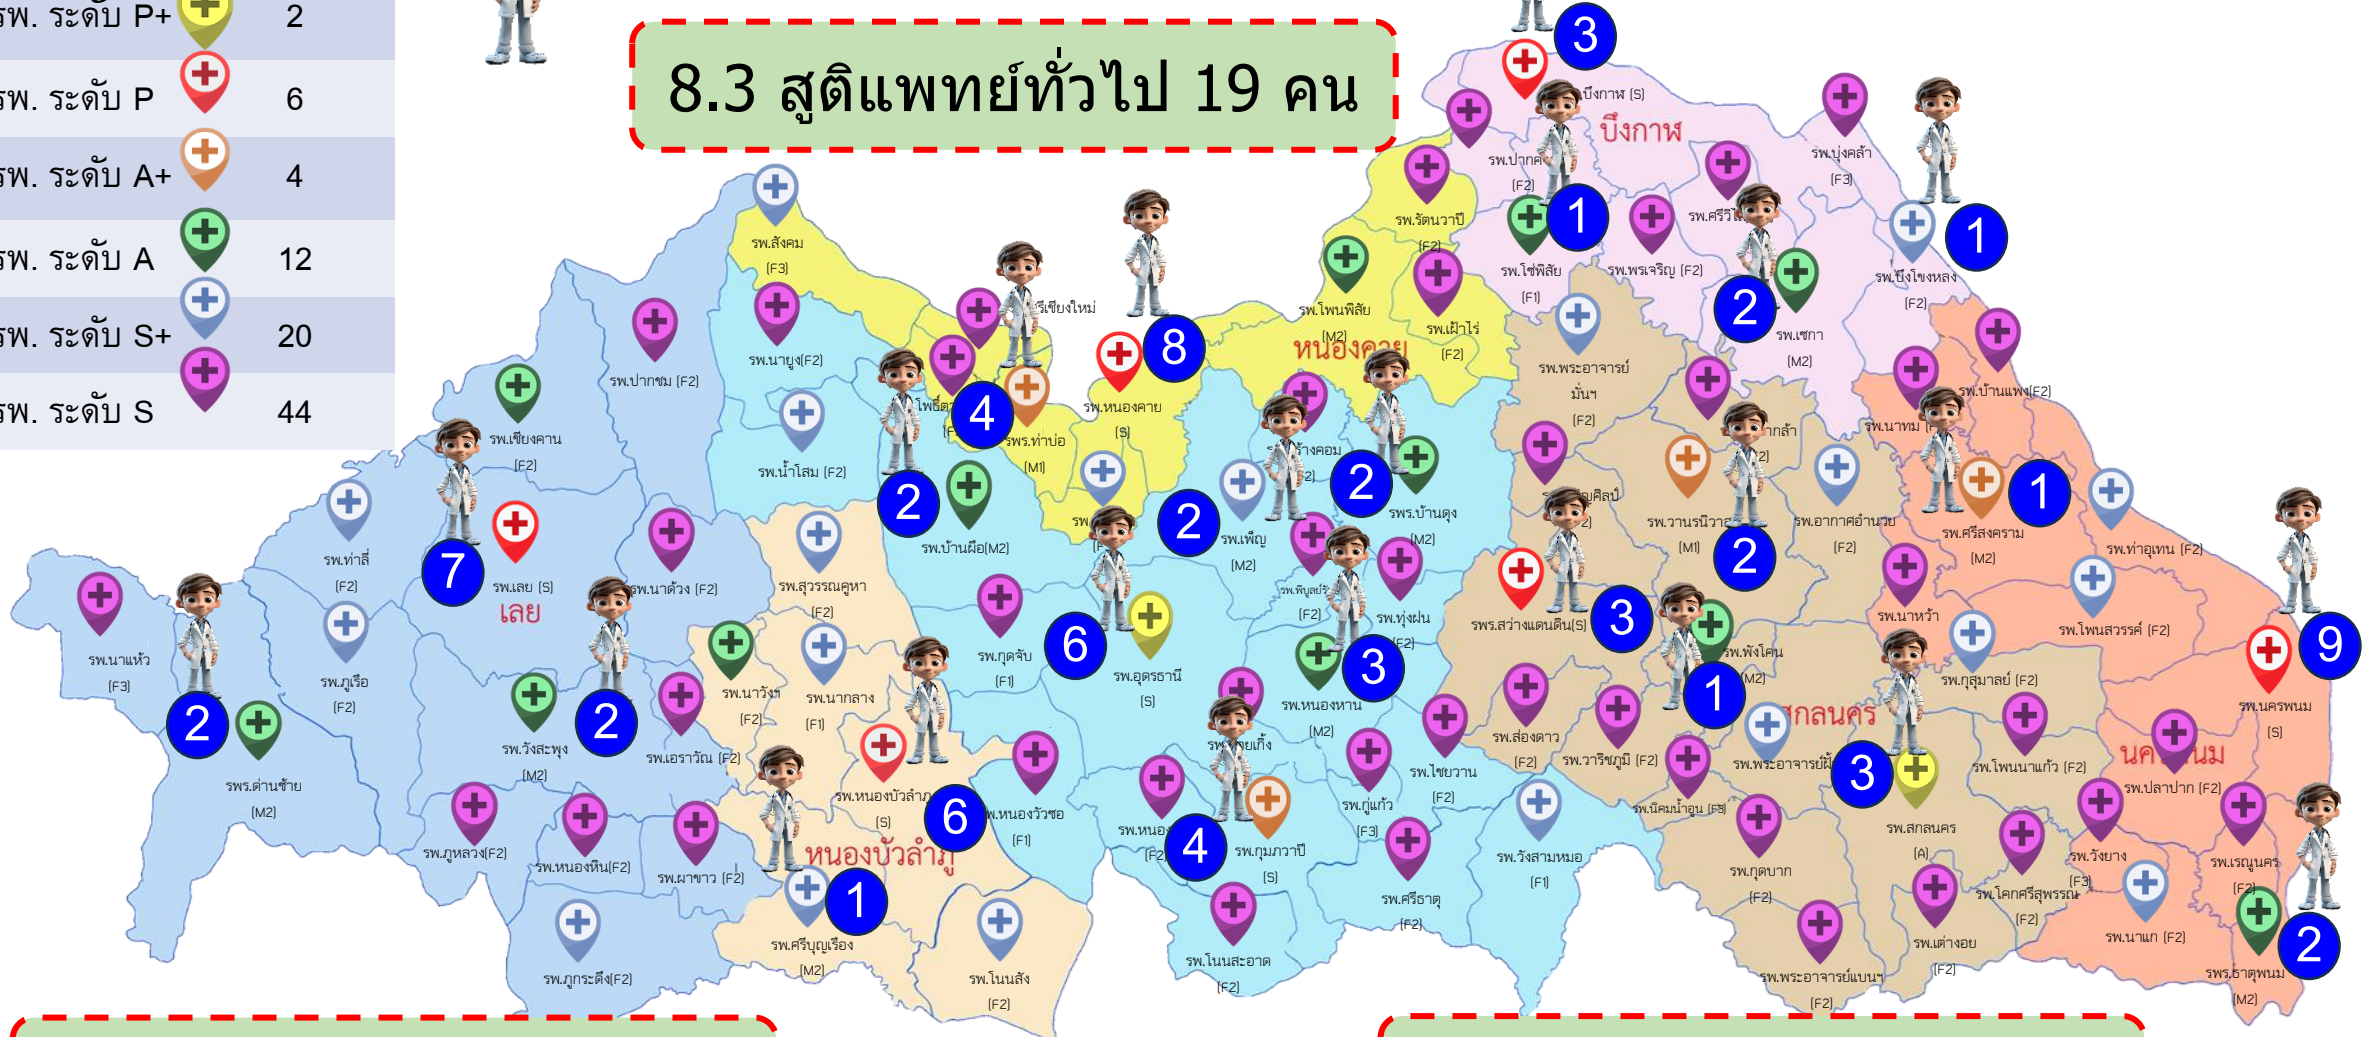 รพ. ระดับ P+ 2
รพ. ระดับ P 6
รพ. ระดับ A+ 4
รพ. ระดับ A 12
รพ. ระดับ S+ 20
รพ. ระดับ S 44
8.3 สูติแพทย์ทั่วไป 19 คน
3
บึงกาฬ (S)
บึงกาฬ
รพ.บุ่งคล้า
(F3)
(F2)
1
รพ.โซ่พิสัย
(F1)
รพ.พรเจริญ (F2)
2
รพ.เซกา
(M2)
1
รพ.บึงโขงหลง
(F2)
รพ.สังคม
(F3)
รพ.รัตนวาปี
(F2)
รพ.โพนพิสัย
(M2)
รพ.เฝ้าไร่
(F2)
หนองคาย
8
รพ.หนองคาย
(S)
4
รพร.ท่าบ่อ
(M1)
รพ.นายูง(F2)
รพ.น้ำโสม (F2)
รพ.ปากชม (F2)
รพ.เชียงคาน
(F2)
7
รพ.เลย (S)
เลย
รพ.ท่าลี่
(F2)
รพ.นาแห้ว
(F3)
รพ.ภูเรือ
(F2)
2
รพร.ด่านซ้าย
(M2)
รพ.นาด้วง (F2)
2
รพ.วังสะพุง
(M2)
รพ.เอราวัณ (F2)
รพ.ภูหลวง(F2)
รพ.หนองหิน(F2)
รพ.ผาขาว (F2)
รพ.ภูกระดึง(F2)
รพ.สุวรรณคูหา
(F2)
รพ.นาวังฯ
(F2)
รพ.นากลาง
(F1)
รพ.หนองบัวลำภู
(S)
6
หนองบัวลำภู
1
รพ.ศรีบุญเรือง
(M2)
รพ.โนนสัง
(F2)
2
รพ.บ้านผือ(M2)
2
รพ.เพ็ญ
(M2)
2
รพร.บ้านดุง
(M2)
รพ.กุดจับ
(F1)
6
รพ.อุดรธานี
(S)
(F2)
รพ.ทุ่งฝน
(F2)
3
รพ.หนองหาน
(M2)
รพ.หนองวัวซอ
(F1)
(F2)
4
รพ.กุมภวาปี
(S)
รพ.กู่แก้ว
(F3)
รพ.ไชยวาน
(F2)
รพ.ศรีธาตุ
(F2)
รพ.โนนสะอาด
(F2)
รพ.วังสามหมอ
(F1)
รพ.พระอาจารย์
มั่นฯ
(F2)
รพ.วานรนิวาส
(M1)
2
รพ.อากาศอำนวย
(F2)
รพร.สว่างแดนดิน(S)
3
รพ.พังโคน
(M2)
1
สกลนคร
รพ.ส่องดาว
(F2)
รพ.วาริชภูมิ (F2)
รพ.นิคมน้ำอูน (F3)
รพ.กุดบาก
(F2)
รพ.พระอาจารย์แบนฯ
(F2)
3
รพ.สกลนคร
(A)
รพ.กุสุมาลย์ (F2)
รพ.โพนนาแก้ว (F2)
รพ.โคกศรีสุพรรณ
(F2)
รพ.เต่างอย
(F2)
รพ.บ้านแพง(F2)
รพ.นาทม
1
รพ.ศรีสงคราม
(M2)
รพ.ท่าอุเทน (F2)
รพ.นาหว้า
รพ.โพนสวรรค์ (F2)
9
รพ.นครพนม
(S)
รพ.ปลาปาก (F2)
รพ.วังยาง
(F3)
รพ.เรณูนคร
(F2)
รพ.นาแก (F2)
รพร.ธาตุพนม
(M2)
2